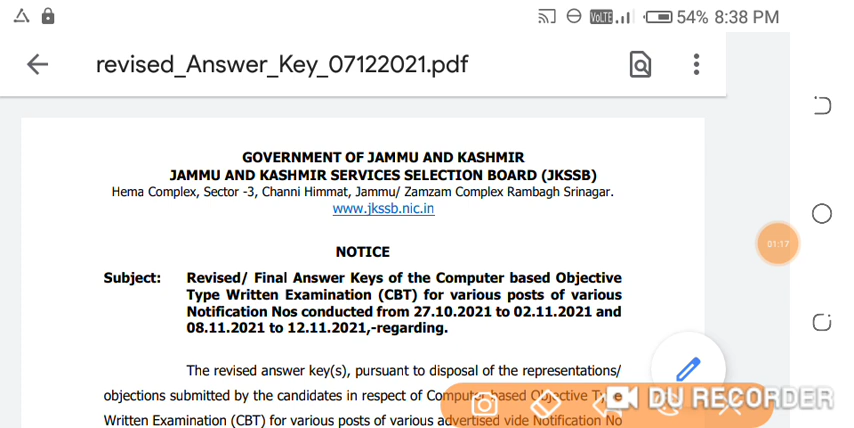 VoLTE 54% 8:38 PM
revised_Answer_Key_07122021.pdf
GOVERNMENT OF JAMMU AND KASHMIR
JAMMU AND KASHMIR SERVICES SELECTION BOARD (JKSSB)
Hema Complex, Sector -3, Channi Himmat, Jammu/ Zamzam Complex Rambagh Srinagar.
www.jkssb.nic.in
NOTICE
Subject: Revised/ Final Answer Keys of the Computer based Objective
Type Written Examination (CBT) for various posts of various
Notification Nos conducted from 27.10.2021 to 02.11.2021 and
08.11.2021 to 12.11.2021,-regarding.
01:17
The revised answer key(s), pursuant to disposal of the representations/
objections submitted by the candidates in respect of Computer based Objective Type
DU RECORDER
Written Examination (CBT) for various posts of various advertised vide Notification No